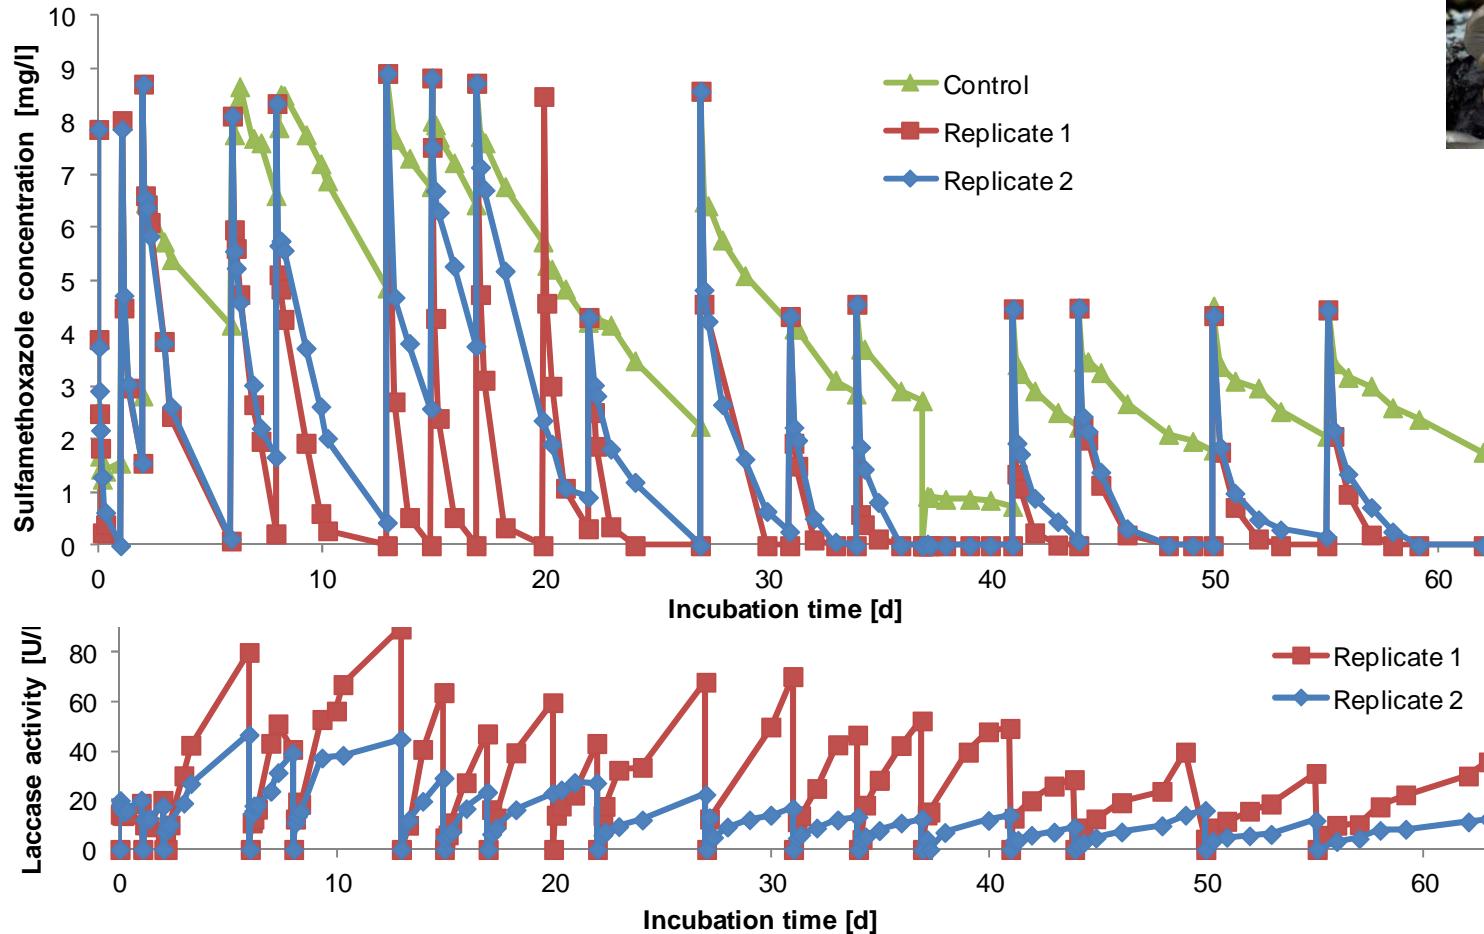 Sulfamethoxazole concentration [mg/l]
10
9
8
7
6
5
4
3
2
1
0
Control
Replicate 1
Replicate 2
0 10 20 30 40 50 60
Incubation time [d]
Laccase activity [U/l
80
60
40
20
0
Replicate 1
Replicate 2
0 10 20 30 40 50 60
Incubation time [d]